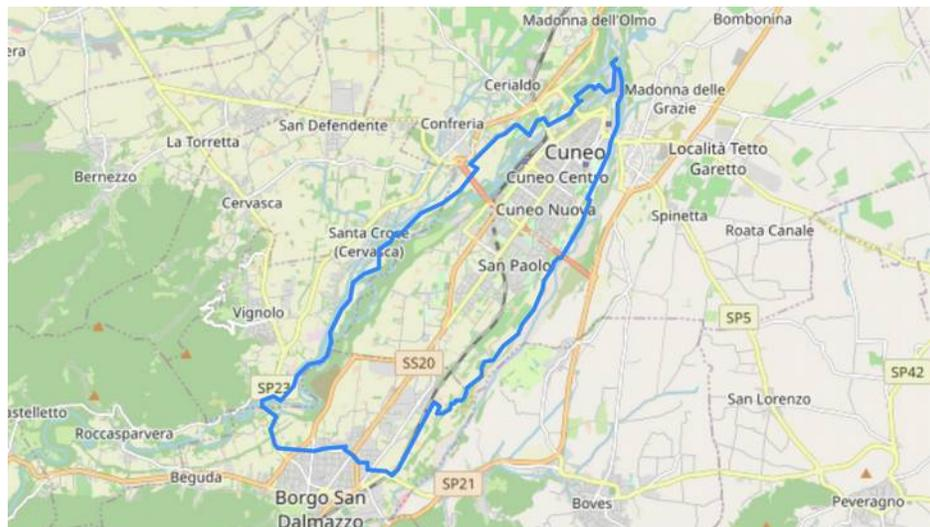 Madonna dell'Olmo
Bombonina
era
Cerialdo
Madonna delle
Grazie
San Defendente
Confreria
La Torretta
Cuneo
Località Tetto
Garetto
Bernezzo
Cuneo Centro
Cervasca
Cuneo Nuova
Spinetta
Roata Canale
Santa Croce
(Cervasca)
San Paolo
Vignolo
SP5
SS20
SP42
SP23
San Lorenzo
astelletto
Roccasparvera
Beguda
SP21
Borgo San
Dalmazzo
Boves
Peveragno